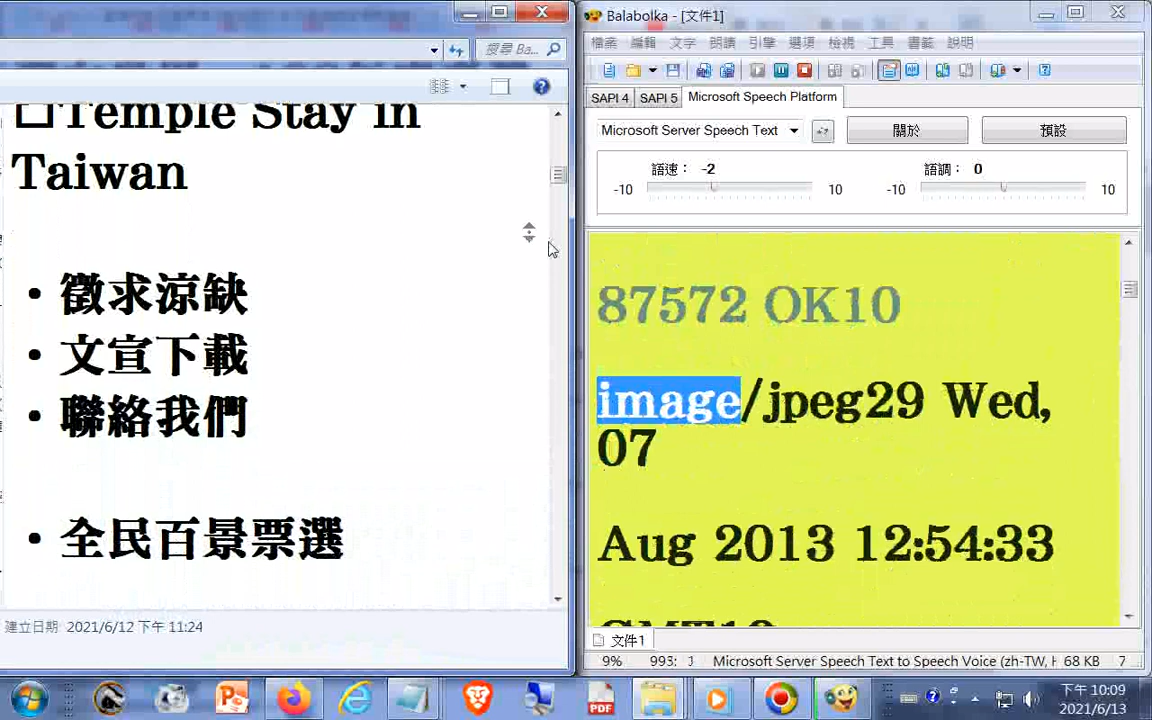 搜尋 Ba...
□Temple Stay in
Taiwan
• 徵求涼缺
• 文宣下載
• 聯絡我們
• 全民百景票選
建立日期: 2021/6/12 下午 11:24
Balabolka - [文件1]
檔案 編輯 文字 朗讀 引擎 選項 檢視 工具 書籤 說明
SAPI 4 SAPI 5 Microsoft Speech Platform
Microsoft Server Speech Text 關於 預設
語速： -2 語調： 0
-10 10 -10 10
87572 OK10
image/jpeg29 Wed,
07
Aug 2013 12:54:33
GMT10
文件1
9% 993: Microsoft Server Speech Text to Speech Voice (zh-TW, 68 KB 7
PDF
下午 10:09
2021/6/13